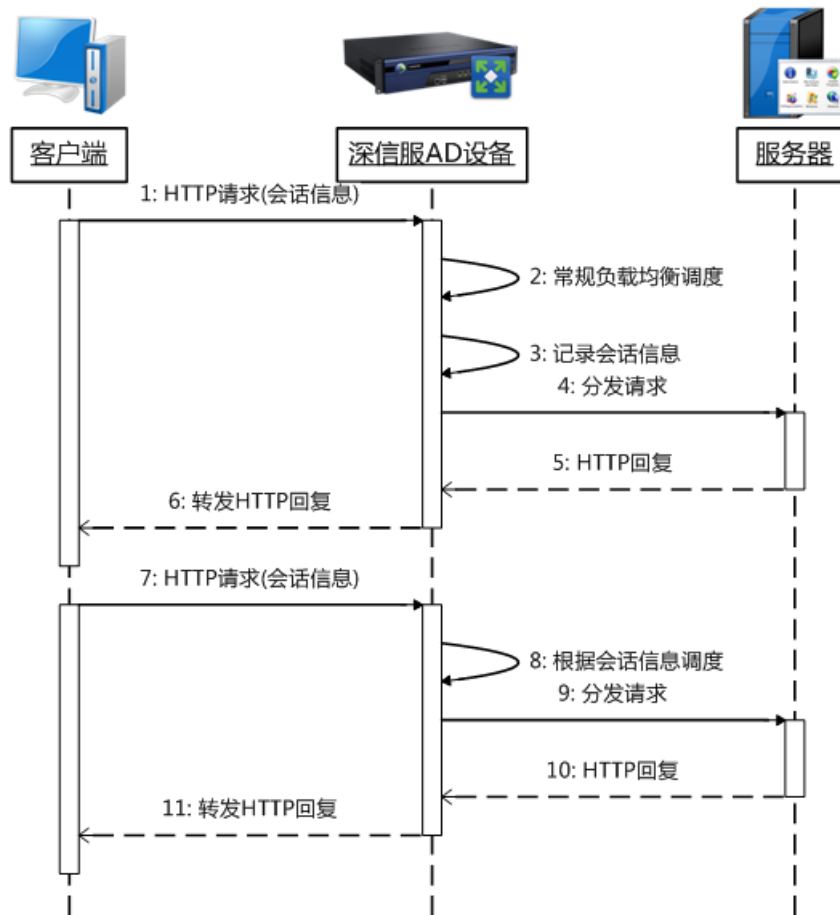 客户端
深信服AD设备
服务器
1: HTTP请求(会话信息)
2: 常规负载均衡调度
3: 记录会话信息
4: 分发请求
5: HTTP回复
6: 转发HTTP回复
7: HTTP请求(会话信息)
8: 根据会话信息调度
9: 分发请求
10: HTTP回复
11: 转发HTTP回复